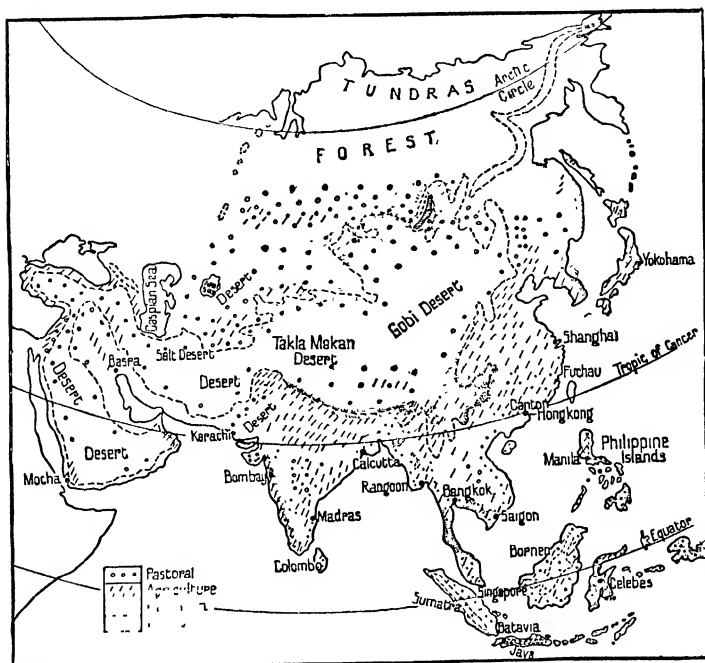 TUNDRAS
Arctic
Circle
FOREST
Yokohama
Caspian Sea
Desert
Gobi Desert
Shanghai
Takla Makan
Desert
Basra
Salt Desert
Fuchau
Tropic of Cancer
Desert
Desert
Desert
Canton
Hongkong
Karachi
Desert
Philippine
Islands
Manila
Calcutta
Mocha
Bombay
Rangoon
Bangkok
Madras
Saigon
Equator
Borneo
Colombo
Pastoral
Agriculture
Singapore
Celebes
Sumatra
Batavia
Java